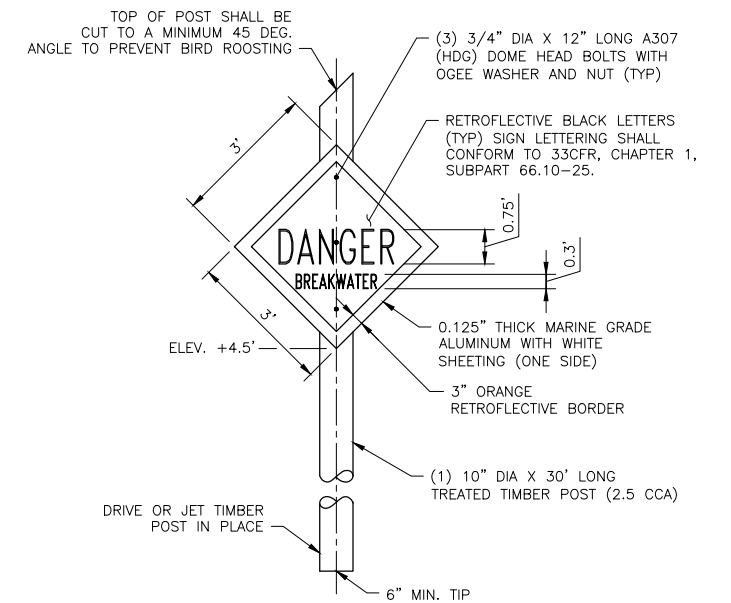 TOP OF POST SHALL BE
CUT TO A MINIMUM 45 DEG.
ANGLE TO PREVENT BIRD ROOSTING
(3) 3/4" DIA X 12" LONG A307
(HDG) DOME HEAD BOLTS WITH
OGEE WASHER AND NUT (TYP)
RETROFLECTIVE BLACK LETTERS
(TYP) SIGN LETTERING SHALL
CONFORM TO 33CFR, CHAPTER 1,
SUBPART 66.10-25.
3'
0.75'
0.3'
DANGER
BREAKWATER
3'
ELEV. +4.5'
0.125" THICK MARINE GRADE
ALUMINUM WITH WHITE
SHEETING (ONE SIDE)
3" ORANGE
RETROFLECTIVE BORDER
(1) 10" DIA X 30' LONG
TREATED TIMBER POST (2.5 CCA)
DRIVE OR JET TIMBER
POST IN PLACE
6" MIN. TIP